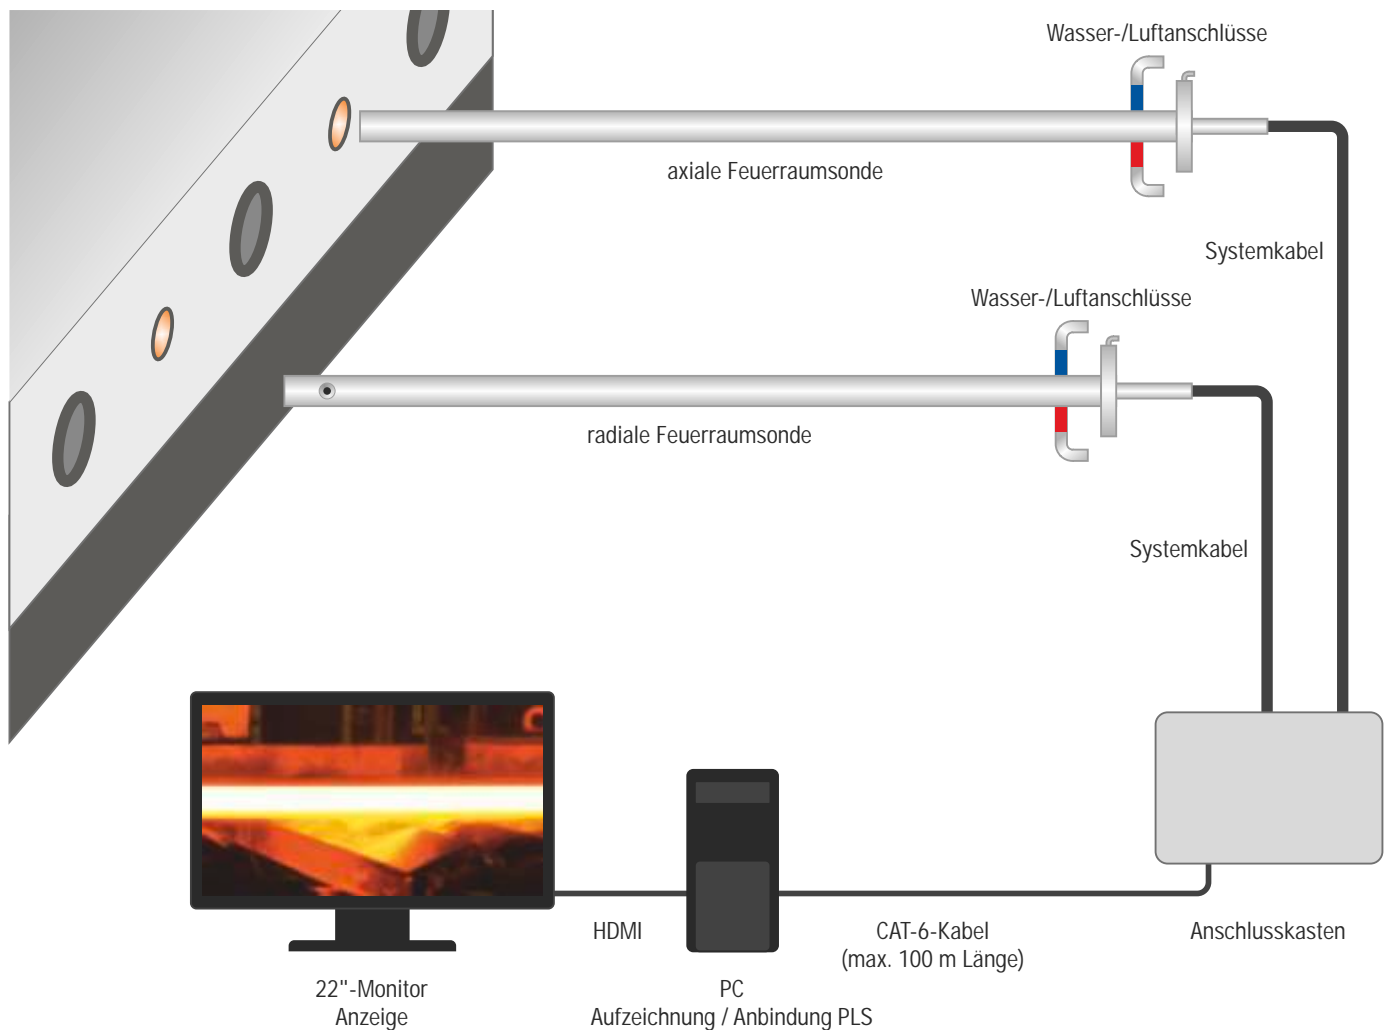 Wasser-/Luftanschlüsse
axiale Feuerraumsonde
Systemkabel
Wasser-/Luftanschlüsse
radiale Feuerraumsonde
Systemkabel
HDMI
CAT-6-Kabel
(max. 100 m Länge)
Anschlusskasten
22"-Monitor
Anzeige
PC
Aufzeichnung / Anbindung PLS